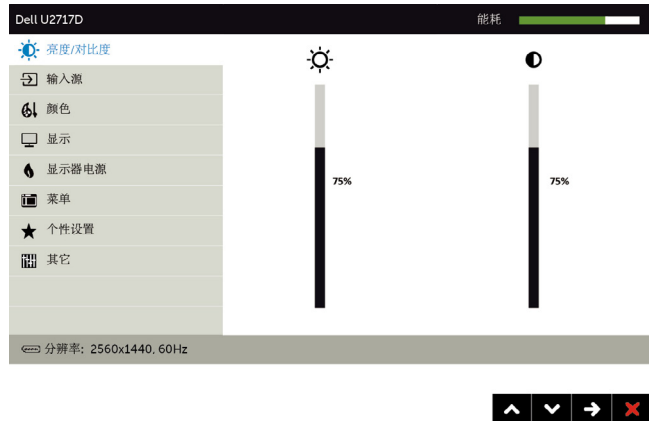 Dell U2717D
能耗
亮度/对比度
输入源
颜色
显示
显示器电源
菜单
个性设置
其它
75%
75%
分辨率: 2560x1440, 60Hz